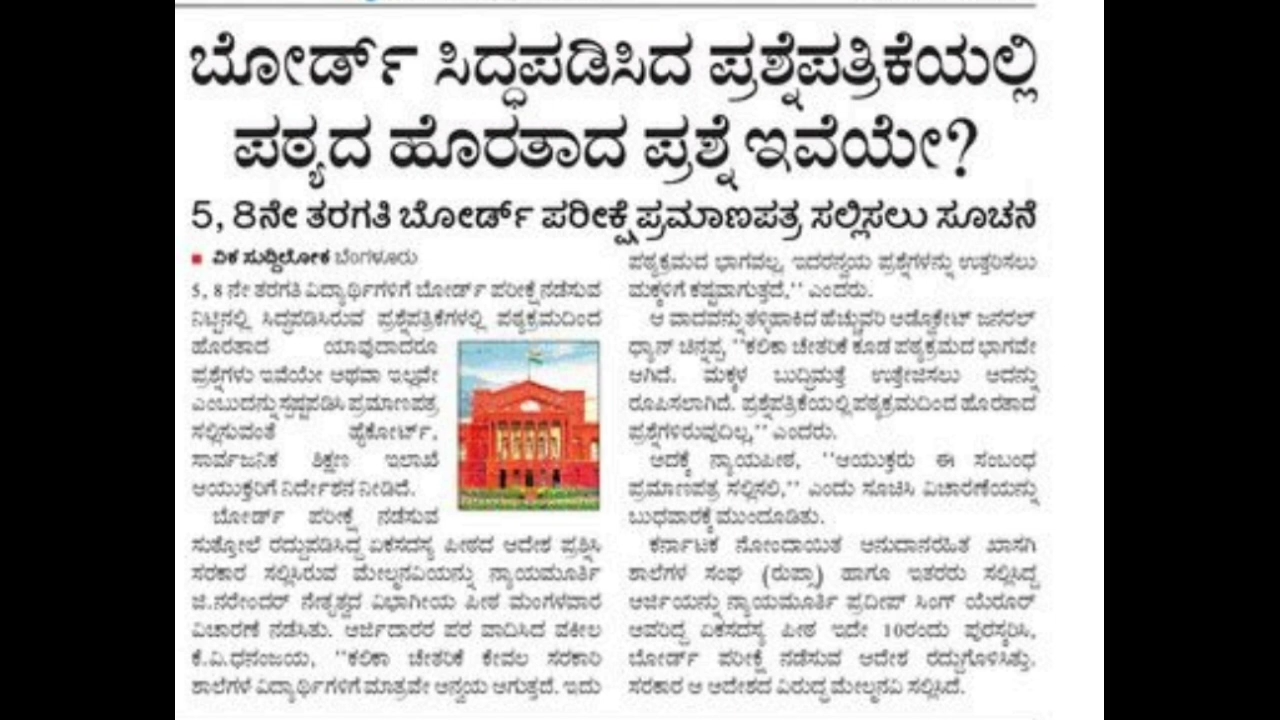 ಬೋರ್ಡ್ ಸಿದ್ಧಪಡಿಸಿದ ಪ್ರಶ್ನೆಪತ್ರಿಕೆಯಲ್ಲಿ
ಪಠ್ಯದ ಹೊರತಾದ ಪ್ರಶ್ನೆ ಇವೆಯೇ?
5, 8ನೇ ತರಗತಿ ಬೋರ್ಡ್ ಪರೀಕ್ಷೆ ಪ್ರಮಾಣಪತ್ರ ಸಲ್ಲಿಸಲು ಸೂಚನೆ
ವಿಕ ಸುದ್ದಿಲೋಕ ಬೆಂಗಳೂರು
5, 8 ನೇ ತರಗತಿ ವಿದ್ಯಾರ್ಥಿಗಳಿಗೆ ಬೋರ್ಡ್ ಪರೀಕ್ಷೆ ನಡೆಸುವ
ನಿಟ್ಟಿನಲ್ಲಿ ಸಿದ್ಧಪಡಿಸಿರುವ ಪ್ರಶ್ನೆಪತ್ರಿಕೆಗಳಲ್ಲಿ ಪಠ್ಯಕ್ರಮದಿಂದ
ಹೊರತಾದ ಯಾವುದಾದರೂ
ಪ್ರಶ್ನೆಗಳು ಇವೆಯೇ ಅಥವಾ ಇಲ್ಲವೇ
ಎಂಬುದನ್ನು ಸ್ಪಷ್ಟಪಡಿಸಿ ಪ್ರಮಾಣಪತ್ರ
ಸಲ್ಲಿಸುವಂತೆ ಹೈಕೋರ್ಟ್,
ಸಾರ್ವಜನಿಕ ಶಿಕ್ಷಣ ಇಲಾಖೆ
ಆಯುಕ್ತರಿಗೆ ನಿರ್ದೇಶನ ನೀಡಿದೆ.
ಬೋರ್ಡ್ ಪರೀಕ್ಷೆ ನಡೆಸುವ
ಸುತ್ತೋಲೆ ರದ್ದುಪಡಿಸಿದ್ದ ಏಕಸದಸ್ಯ ಪೀಠದ ಆದೇಶ ಪ್ರಶ್ನಿಸಿ
ಸರಕಾರ ಸಲ್ಲಿಸಿರುವ ಮೇಲ್ಮನವಿಯನ್ನು ನ್ಯಾಯಮೂರ್ತಿ
ಜಿ.ನರೇಂದರ್ ನೇತೃತ್ವದ ವಿಭಾಗೀಯ ಪೀಠ ಮಂಗಳವಾರ
ವಿಚಾರಣೆ ನಡೆಸಿತು. ಅರ್ಜಿದಾರರ ಪರ ವಾದಿಸಿದ ವಕೀಲ
ಕೆ.ವಿ.ಧನಂಜಯ, ''ಕಲಿಕಾ ಚೇತರಿಕೆ ಕೇವಲ ಸರಕಾರಿ
ಶಾಲೆಗಳ ವಿದ್ಯಾರ್ಥಿಗಳಿಗೆ ಮಾತ್ರವೇ ಅನ್ವಯ ಆಗುತ್ತದೆ. ಇದು
ಪಠ್ಯಕ್ರಮದ ಭಾಗವಲ್ಲ. ಇದರನ್ವಯ ಪ್ರಶ್ನೆಗಳನ್ನು ಉತ್ತರಿಸಲು
ಮಕ್ಕಳಿಗೆ ಕಷ್ಟವಾಗುತ್ತದೆ,'' ಎಂದರು.
ಆ ವಾದವನ್ನು ತಳ್ಳಿಹಾಕಿದ ಹೆಚ್ಚುವರಿ ಅಡ್ವೊಕೇಟ್ ಜನರಲ್
ಧ್ಯಾನ್ ಚಿನ್ನಪ್ಪ, ''ಕಲಿಕಾ ಚೇತರಿಕೆ ಕೂಡ ಪಠ್ಯಕ್ರಮದ ಭಾಗವೇ
ಆಗಿದೆ. ಮಕ್ಕಳ ಬುದ್ಧಿಮತ್ತೆ ಉತ್ತೇಜಿಸಲು ಅದನ್ನು
ರೂಪಿಸಲಾಗಿದೆ. ಪ್ರಶ್ನೆಪತ್ರಿಕೆಯಲ್ಲಿ ಪಠ್ಯಕ್ರಮದಿಂದ ಹೊರತಾದ
ಪ್ರಶ್ನೆಗಳಿರುವುದಿಲ್ಲ,'' ಎಂದರು.
ಅದಕ್ಕೆ ನ್ಯಾಯಪೀಠ, ''ಆಯುಕ್ತರು ಈ ಸಂಬಂಧ
ಪ್ರಮಾಣಪತ್ರ ಸಲ್ಲಿಸಲಿ,'' ಎಂದು ಸೂಚಿಸಿ ವಿಚಾರಣೆಯನ್ನು
ಬುಧವಾರಕ್ಕೆ ಮುಂದೂಡಿತು.
ಕರ್ನಾಟಕ ನೋಂದಾಯಿತ ಅನುದಾನರಹಿತ ಖಾಸಗಿ
ಶಾಲೆಗಳ ಸಂಘ (ರುಪ್ಸಾ) ಹಾಗೂ ಇತರರು ಸಲ್ಲಿಸಿದ್ದ
ಅರ್ಜಿಯನ್ನು ನ್ಯಾಯಮೂರ್ತಿ ಪ್ರದೀಪ್ ಸಿಂಗ್ ಯೆರೂರ್
ಅವರಿದ್ದ ಏಕಸದಸ್ಯ ಪೀಠ ಇದೇ 10ರಂದು ಪುರಸ್ಕರಿಸಿ,
ಬೋರ್ಡ್ ಪರೀಕ್ಷೆ ನಡೆಸುವ ಆದೇಶ ರದ್ದುಗೊಳಿಸಿತ್ತು.
ಸರಕಾರ ಆ ಆದೇಶದ ವಿರುದ್ಧ ಮೇಲ್ಮನವಿ ಸಲ್ಲಿಸಿದೆ.